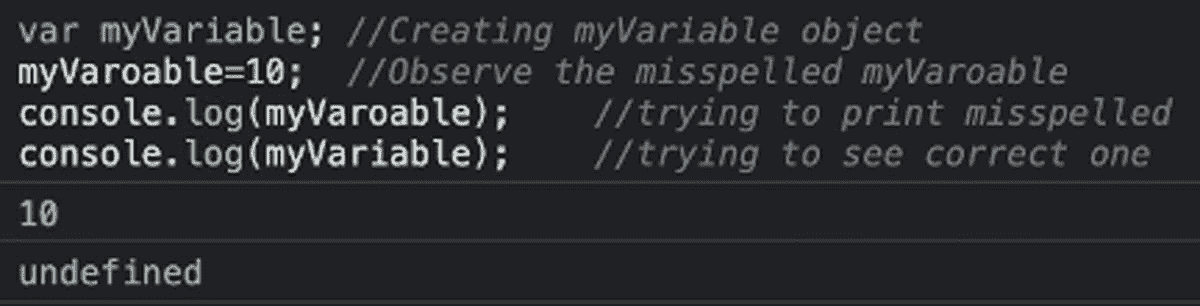 var myVariable; //Creating myVariable object
myVaroable=10;  //Observe the misspelled myVaroable
console.log(myVaroable);    //trying to print misspelled
console.log(myVariable);    //trying to see correct one
10
undefined